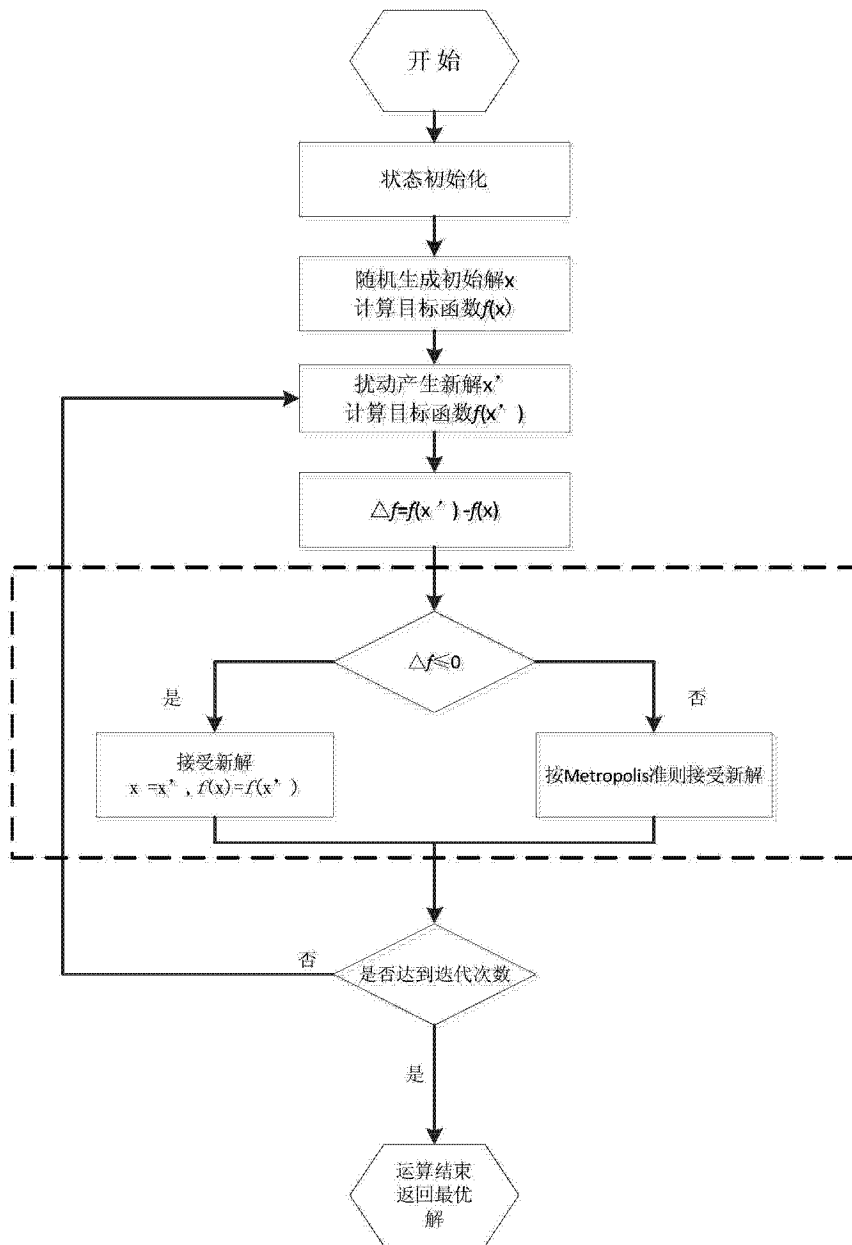 开始
状态初始化
随机生成初始解x
计算目标函数f(x)
扰动产生新解x’
计算目标函数f(x’)
△f=f(x’)-f(x)
△f≤0
是
否
接受新解
x =x’,f(x)=f(x’)
按Metropolis准则接受新解
否
是否达到迭代次数
是
运算结束
返回最优
解